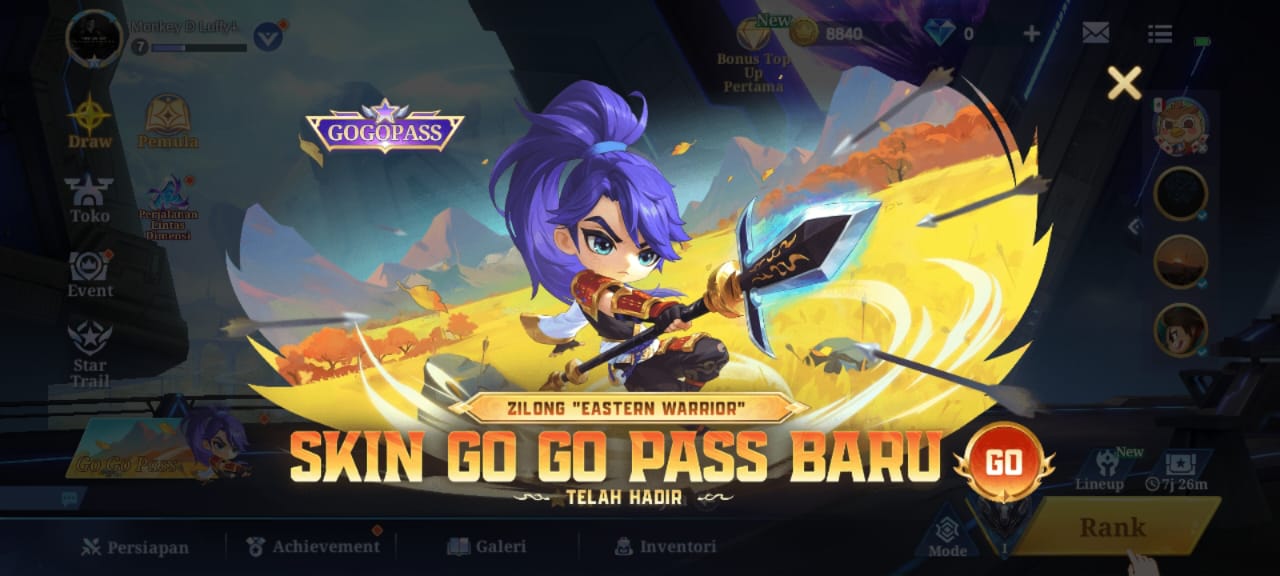 Monkey D Luffy+.
7
New
8840
0
Bonus Top
Up
Pertama
Draw
Pemula
Toko
Perjalanan
Lintas
Dimensi
Event
Star
Trail
GOGOPASS
ZILONG "EASTERN WARRIOR"
SKIN GO GO PASS BARU
TELAH HADIR
GO
Go Go Pass
New
Lineup
7j 26m
Persiapan
Achievement
Galeri
Inventori
Mode
I
Rank